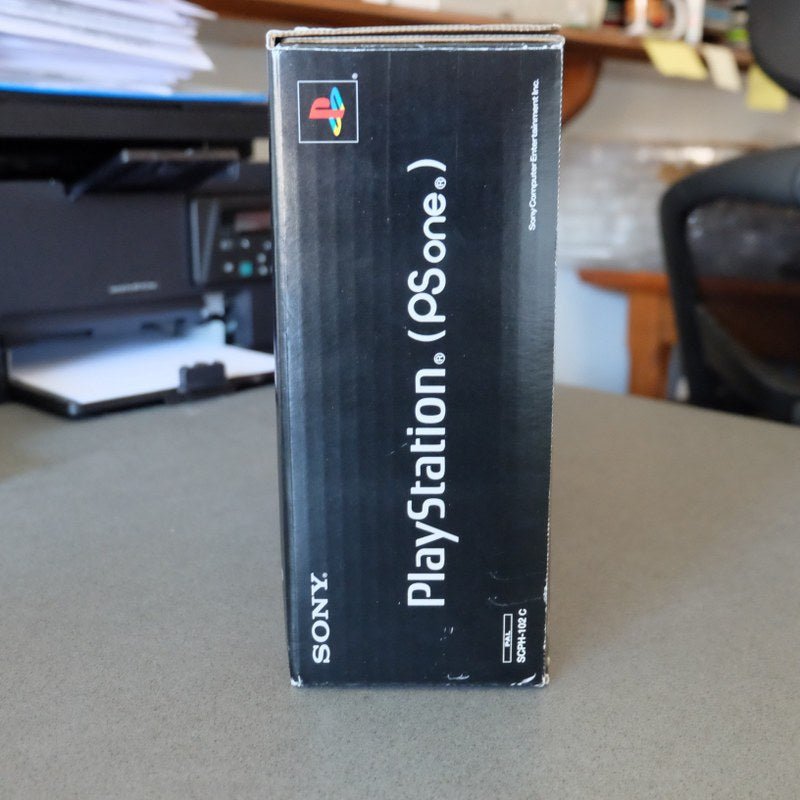 SONY®
PlayStation® (PS one®)
PAL
SCPH-102 C
Sony Computer Entertainment Inc.